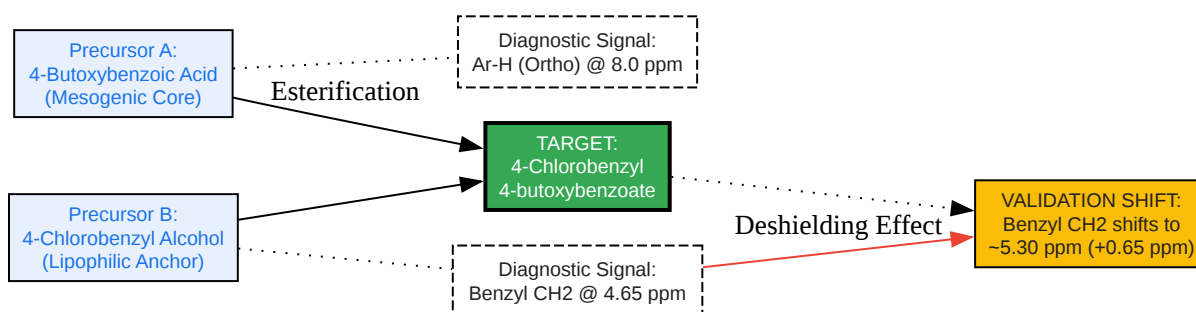 Precursor A:
4-Butoxybenzoic Acid
(Mesogenic Core)
Diagnostic Signal:
Ar-H (Ortho) @ 8.0 ppm
Esterification
TARGET:
4-Chlorobenzyl
4-butoxybenzoate
Precursor B:
4-Chlorobenzyl Alcohol
(Lipophilic Anchor)
Diagnostic Signal:
Benzyl CH2 @ 4.65 ppm
Deshielding Effect
VALIDATION SHIFT:
Benzyl CH2 shifts to
~5.30 ppm (+0.65 ppm)